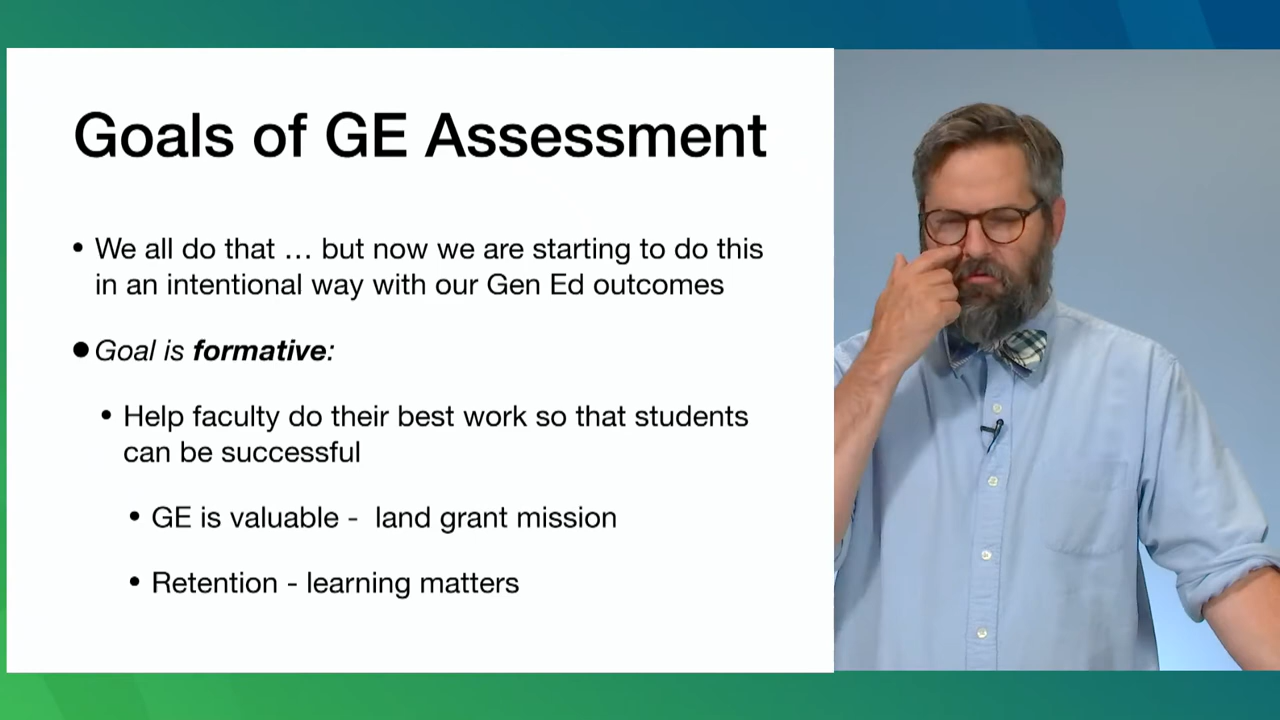 Goals of GE Assessment
• We all do that … but now we are starting to do this
in an intentional way with our Gen Ed outcomes
• Goal is formative:
• Help faculty do their best work so that students
can be successful
• GE is valuable - land grant mission
• Retention - learning matters